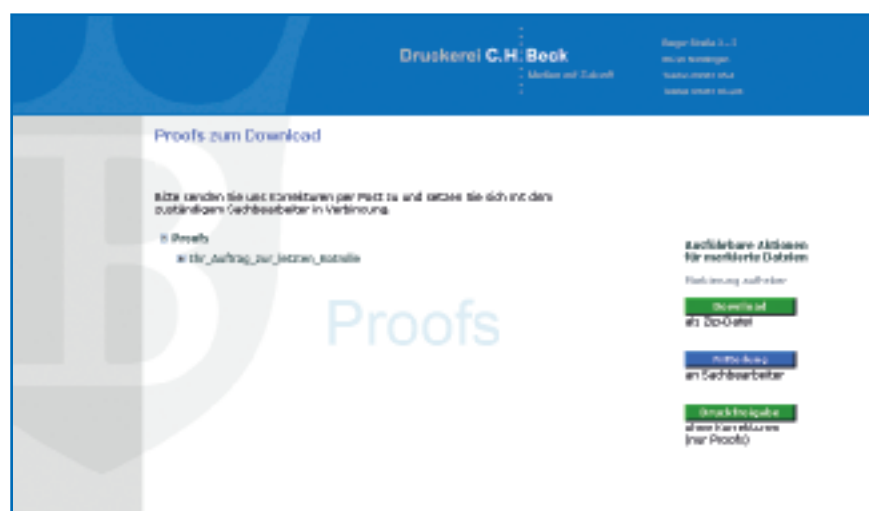 Druckerei C.H. Beck
Medien mit Zukunft
Proofs zum Download
Bitte senden Sie uns Korrekturen per Post zu und setzen Sie sich mit dem
zuständigem Sachbearbeiter in Verbindung.
Proofs
Ihr_Auftrag_zur_letzten_Kontrolle
Proofs
Ausführbare Aktionen
für markierte Dateien
Markierung aufheben
Download
als Zip-Datei
Mitteilung
an Sachbearbeiter
Druckfreigabe
ohne Korrekturen
(nur Proofs)